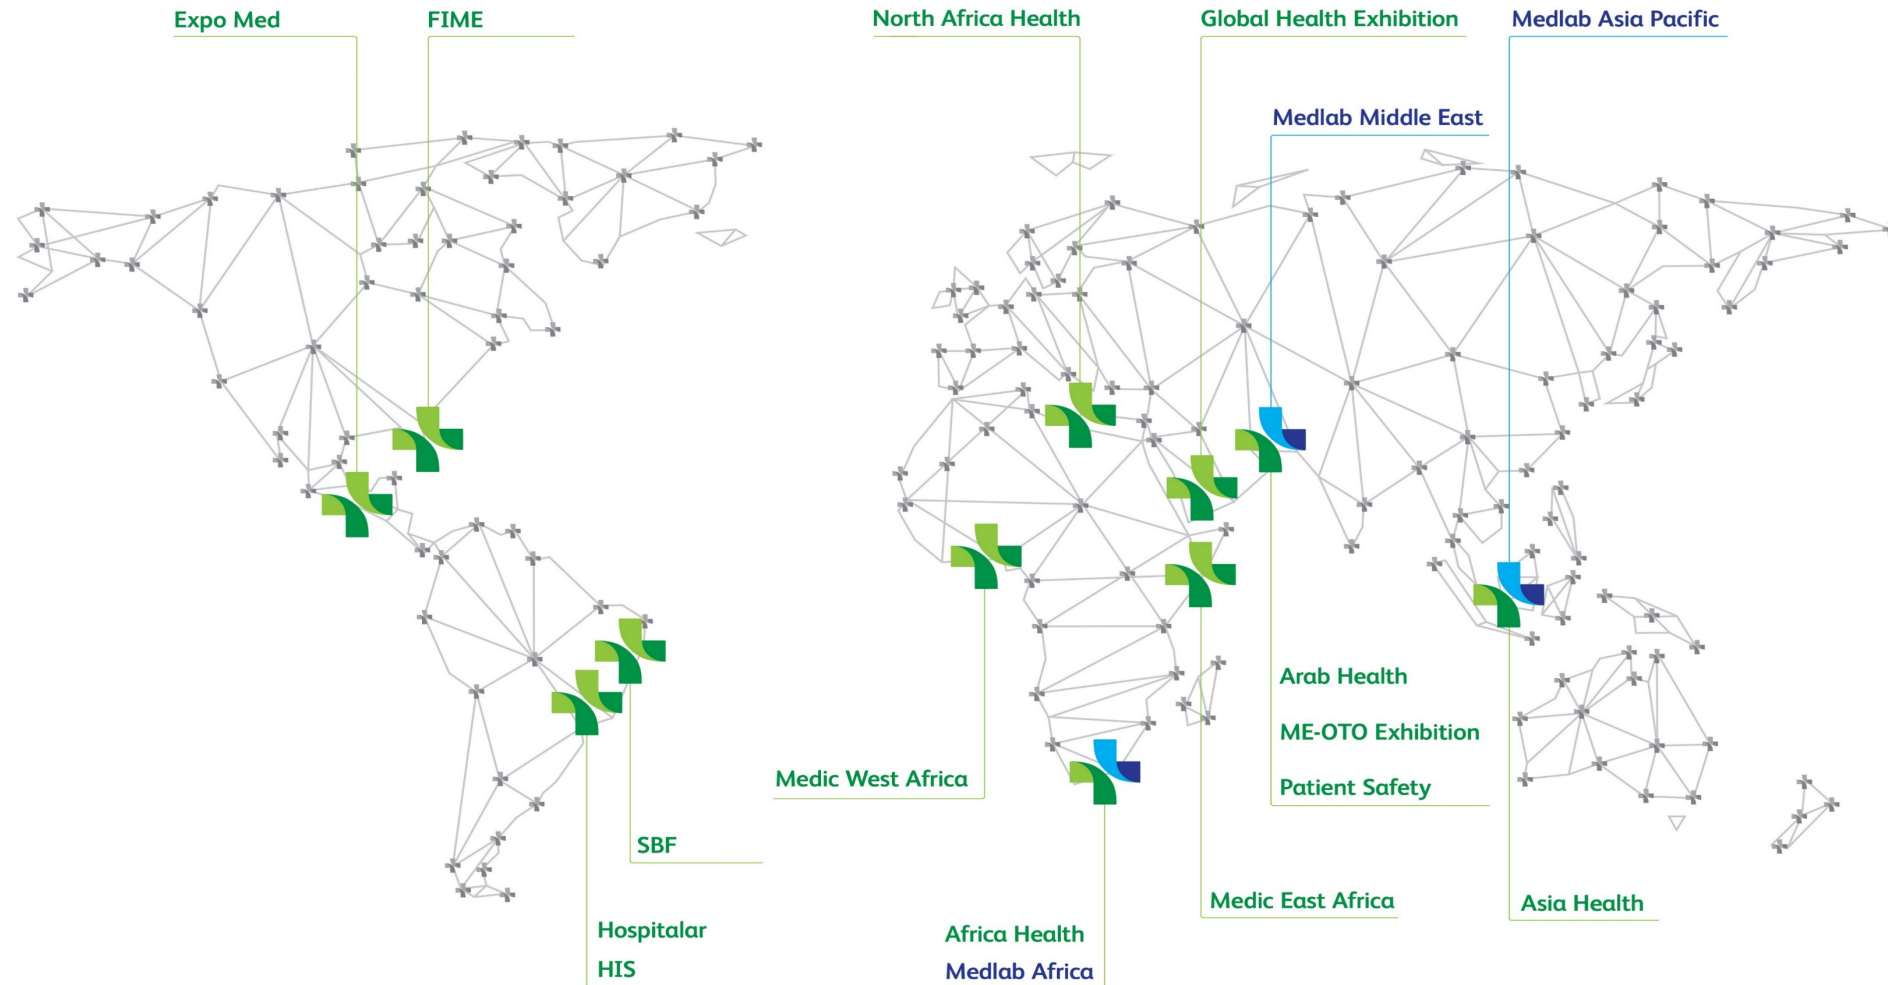 Expo Med
FIME
North Africa Health
Global Health Exhibition
Medlab Asia Pacific
Medlab Middle East
Arab Health
ME-OTO Exhibition
Patient Safety
Medic West Africa
SBF
Medic East Africa
Asia Health
Hospitalar
HIS
Africa Health
Medlab Africa